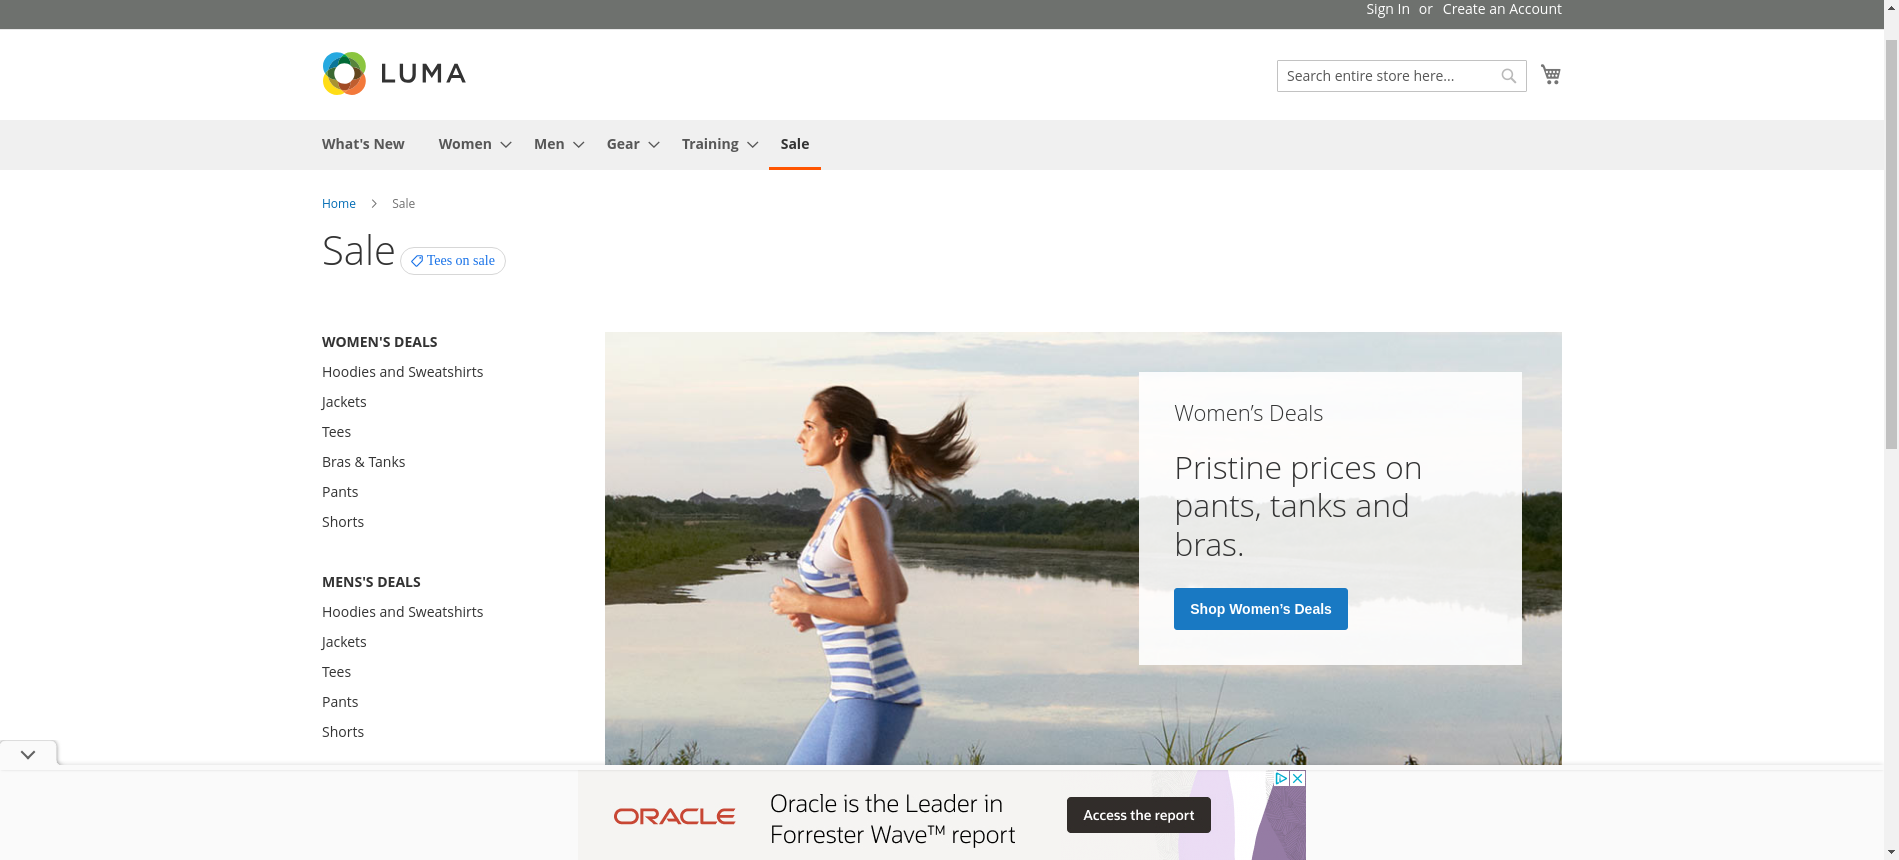 Sign In or Create an Account
LUMA
Search entire store here...
What's New Women Men Gear Training Sale
Home Sale
Sale Tees on sale
WOMEN'S DEALS
Hoodies and Sweatshirts
Jackets
Tees
Bras & Tanks
Pants
Shorts
MENS'S DEALS
Hoodies and Sweatshirts
Jackets
Tees
Pants
Shorts
Women’s Deals
Pristine prices on
pants, tanks and
bras.
Shop Women’s Deals
ORACLE
Oracle is the Leader in
Forrester Wave™ report
Access the report